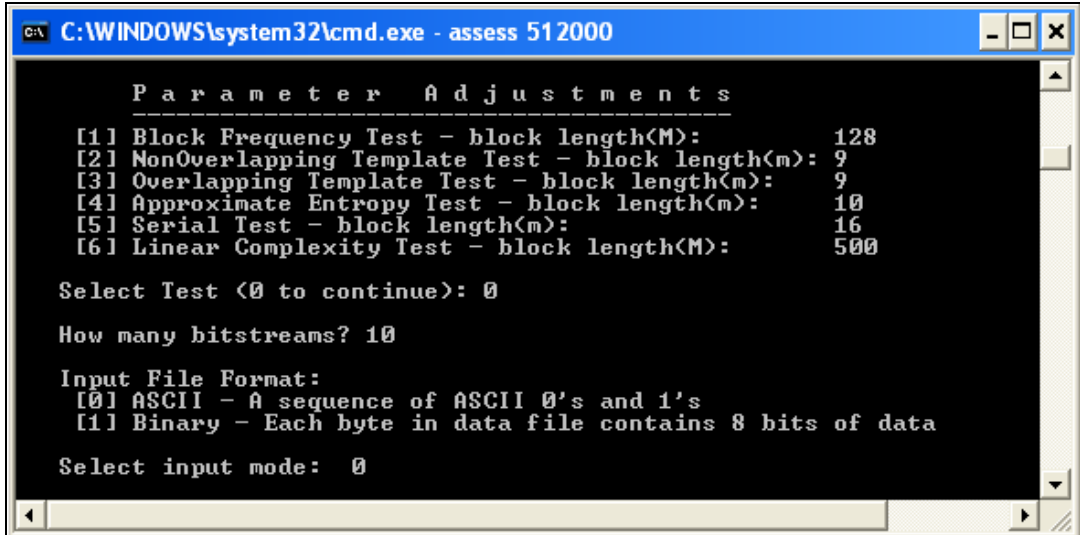 C:\WINDOWS\system32\cmd.exe - assess 512000
P a r a m e t e r   A d j u s t m e n t s
-----------------------------------------
[1] Block Frequency Test - block length(M): 128
[2] NonOverlapping Template Test - block length(m): 9
[3] Overlapping Template Test - block length(m): 9
[4] Approximate Entropy Test - block length(m): 10
[5] Serial Test - block length(m): 16
[6] Linear Complexity Test - block length(M): 500
Select Test (0 to continue): 0
How many bitstreams? 10
Input File Format:
[0] ASCII - A sequence of ASCII 0's and 1's
[1] Binary - Each byte in data file contains 8 bits of data
Select input mode: 0